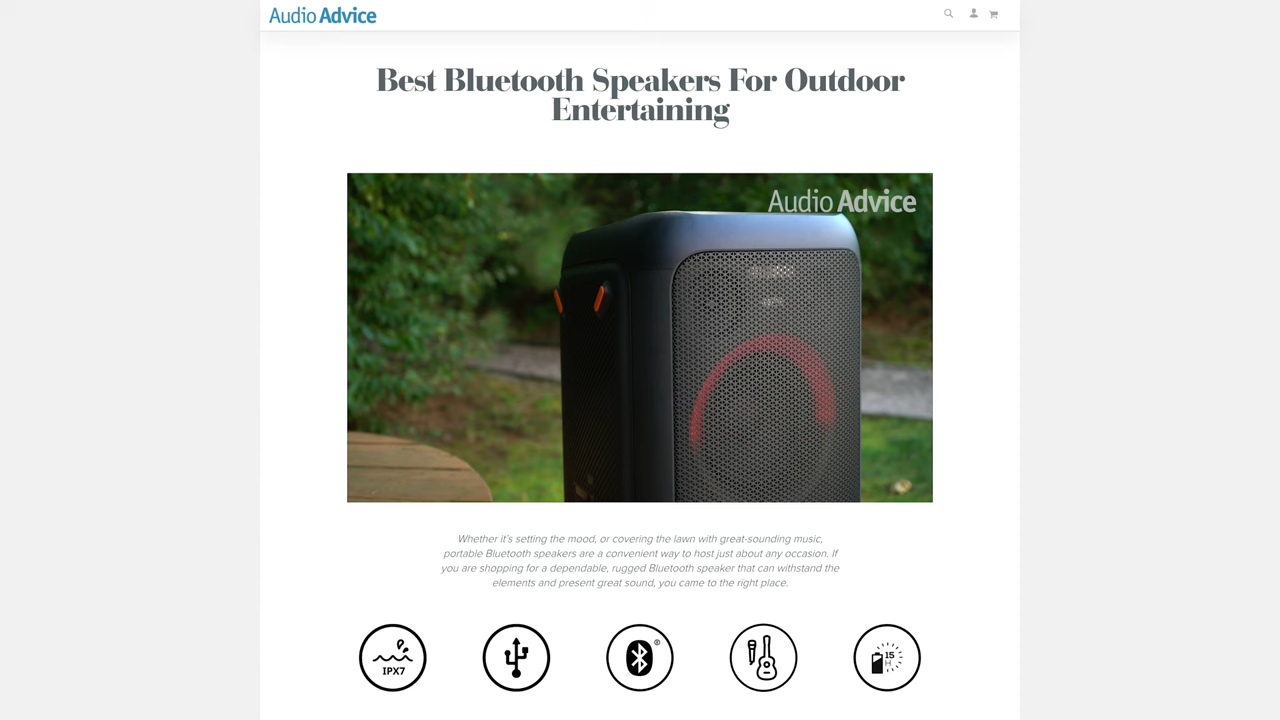 Audio Advice
Best Bluetooth Speakers For Outdoor
Entertaining
Audio Advice
Whether it's setting the mood, or covering the lawn with great-sounding music,
portable Bluetooth speakers are a convenient way to host just about any occasion. If
you are shopping for a dependable, rugged Bluetooth speaker that can withstand the
elements and present great sound, you came to the right place.
IPX7
®
15
H